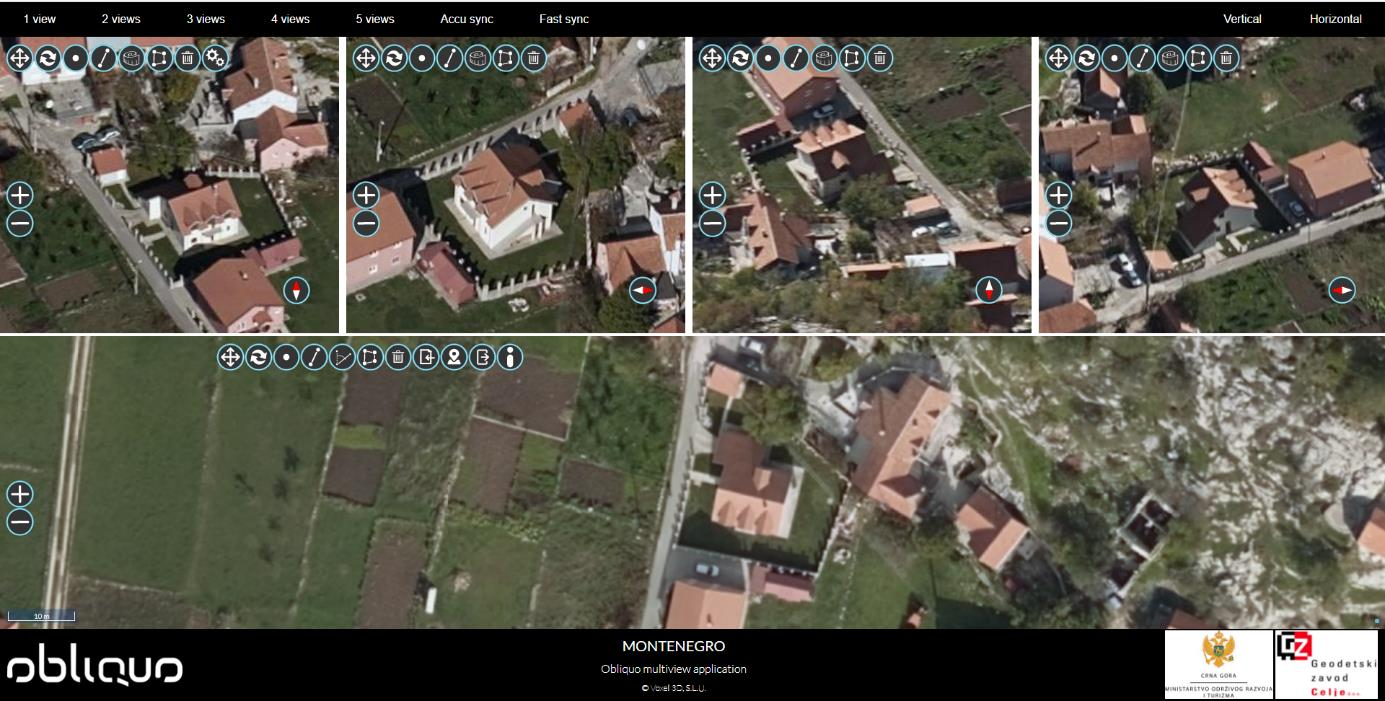 1 view 2 views 3 views 4 views 5 views Accu sync Fast sync Vertical Horizontal
10 m
obliquo
MONTENEGRO
Obliquo multiview application
© Voxel 3D, S.L.U.
CRNA GORA
MINISTARSTVO ODRŽIVOG RAZVOJA
I TURIZMA
GZ
Geodetski
zavod
Celje d.o.o.